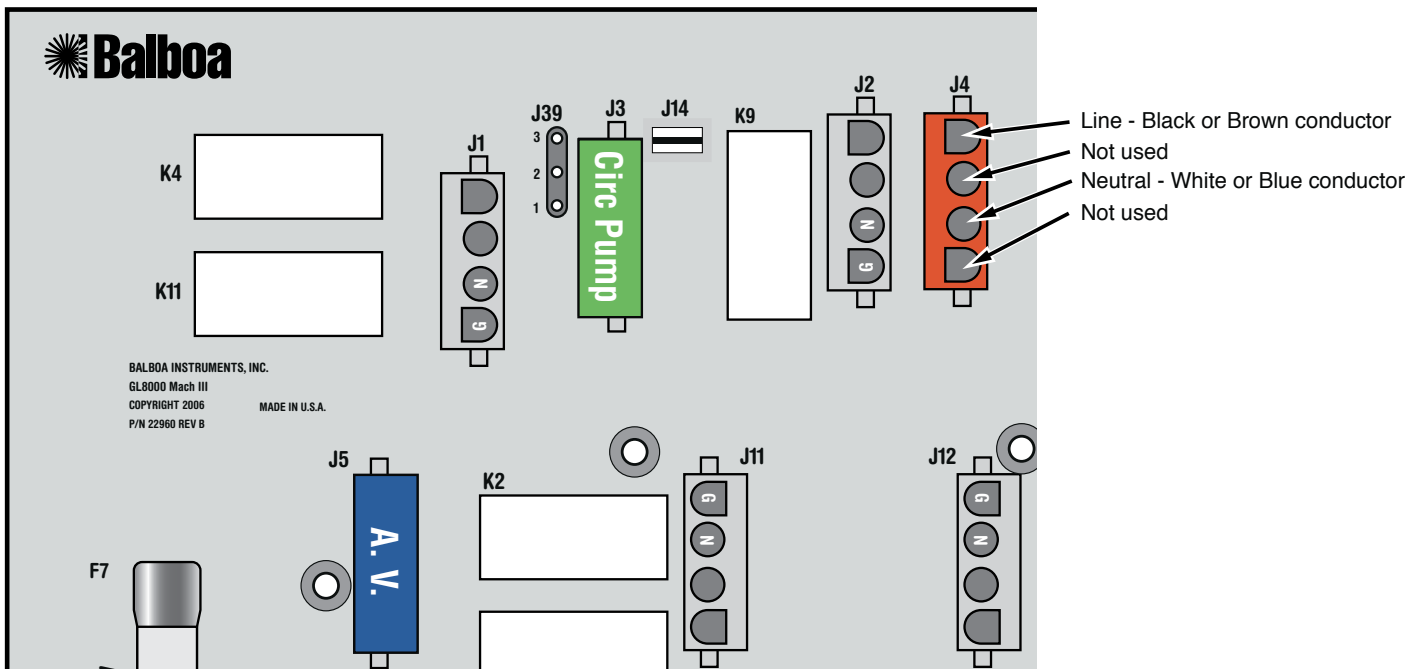 Balboa
J2
J4
J39
J3
J14
K9
Line - Black or Brown conductor
3
J1
Not used
K4
2
Circ Pump
Neutral - White or Blue conductor
1
N
Not used
G
K11
N
G
BALBOA INSTRUMENTS, INC.
GL8000 Mach III
COPYRIGHT 2006
MADE IN U.S.A.
P/N 22960 REV B
J5
J11
J12
K2
G
G
A. V.
N
N
F7